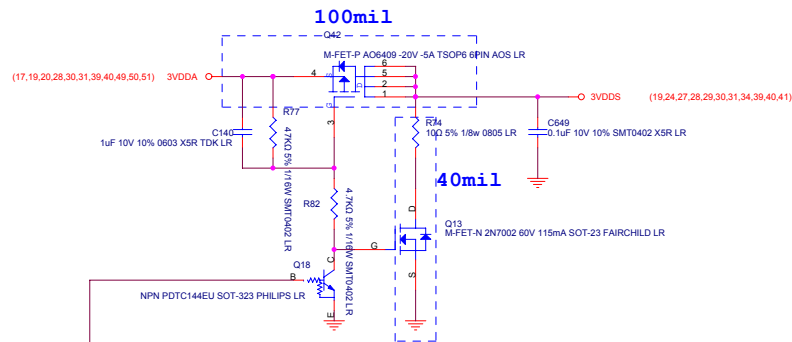 100mil
Q42
M-FET-P AO6409 -20V -5A TSOP6 6PIN AOS LR
(17,19,20,28,30,31,39,40,49,50,51) 3VDDA
4
S
D
G
6
5
2
1
3VDDS (19,24,27,28,29,30,31,34,39,40,41)
R77
4.7KΩ 5% 1/16W SMT0402 LR
3
C140
1uF 10V 10% 0603 X5R TDK LR
R74
10Ω 5% 1/8w 0805 LR
C649
0.1uF 10V 10% SMT0402 X5R LR
40mil
R82
4.7KΩ 5% 1/16W SMT0402 LR
D
Q13
M-FET-N 2N7002 60V 115mA SOT-23 FAIRCHILD LR
G
S
Q18
C
B
E
NPN PDTC144EU SOT-323 PHILIPS LR